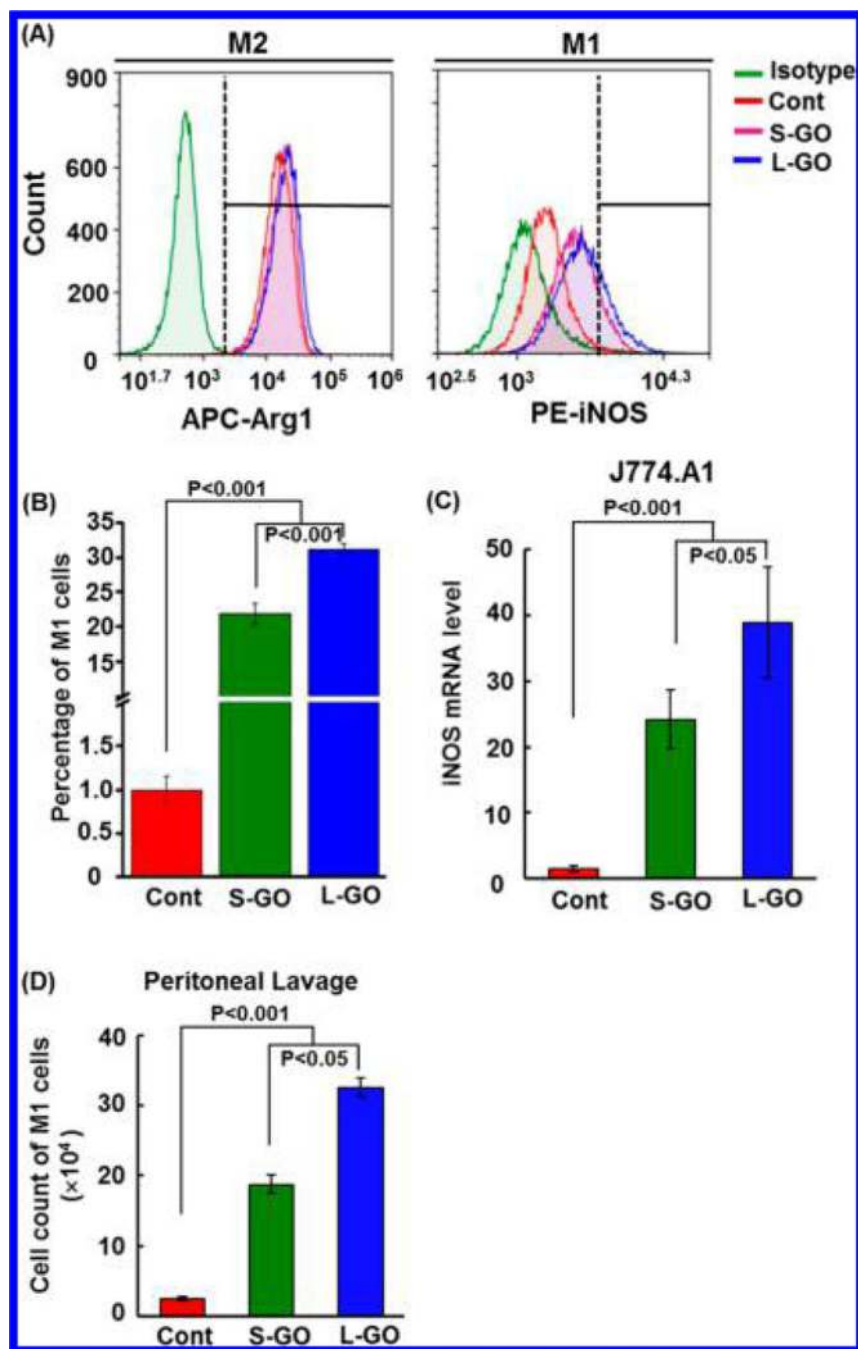 (A)
M2
M1
Isotype
Cont
S-GO
L-GO
900
800
600
400
200
0
Count
10^1.7 10^3 10^4 10^5 10^6
10^2.5 10^3 10^4.3
APC-Arg1
PE-iNOS
(B)
P<0.001
P<0.001
35
30
25
20
15
1.5
1.0
0.5
0
Percentage of M1 cells
Cont S-GO L-GO
(C)
J774.A1
P<0.001
P<0.05
50
40
30
20
10
0
iNOS mRNA level
Cont S-GO L-GO
(D)
Peritoneal Lavage
P<0.001
P<0.05
40
30
20
10
0
Cell count of M1 cells
(×10^4)
Cont S-GO L-GO